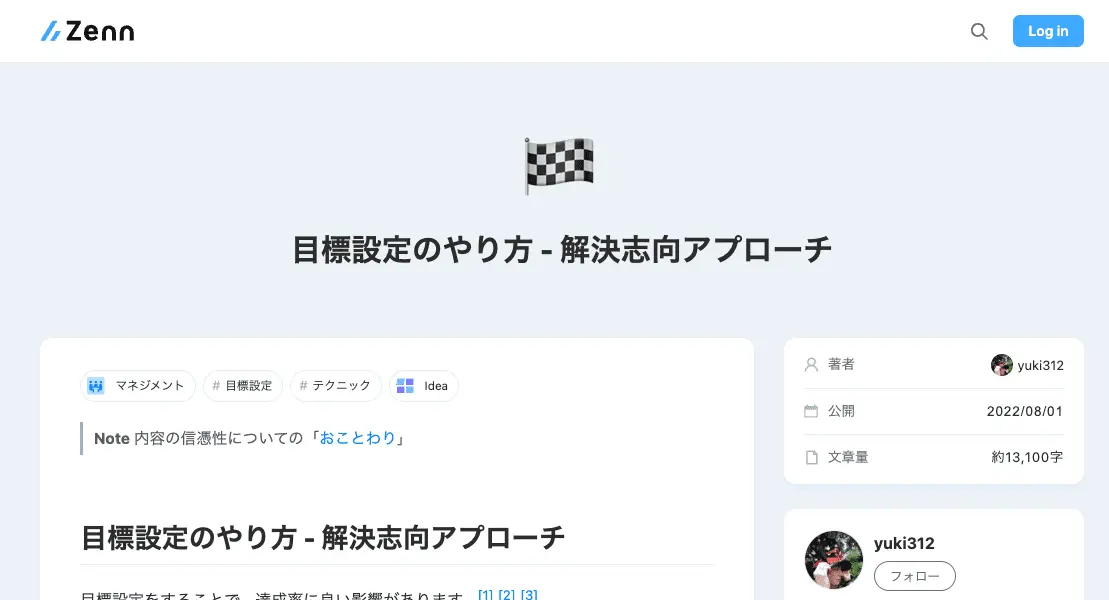 Zenn
Log in
目標設定のやり方 - 解決志向アプローチ
マネジメント
# 目標設定
# テクニック
Idea
Note 内容の信憑性についての「おことわり」
目標設定のやり方 - 解決志向アプローチ
目標設定をすることで、達成率に良い影響があります。 [1] [2] [3]
著者
yuki312
公開
2022/08/01
文章量
約13,100字
yuki312
フォロー